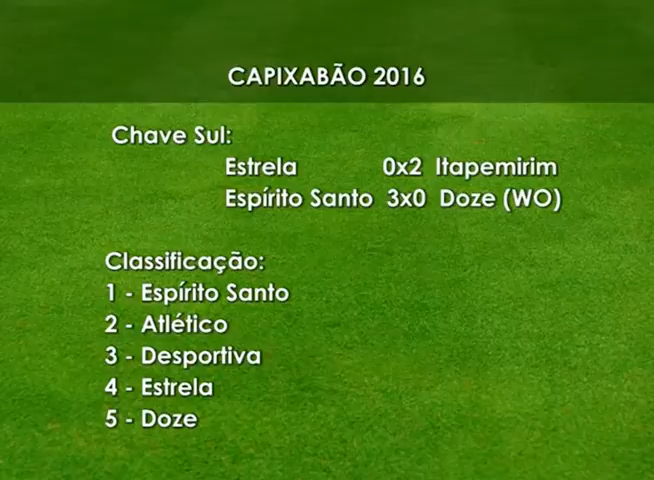 CAPIXABÃO 2016
Chave Sul:
Estrela 0x2 Itapemirim
Espírito Santo 3x0 Doze (WO)
Classificação:
1 - Espírito Santo
2 - Atlético
3 - Desportiva
4 - Estrela
5 - Doze